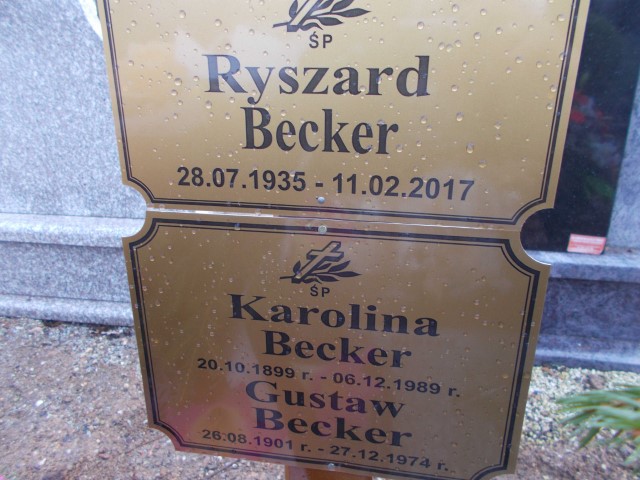 ŚP
Ryszard
Becker
28.07.1935 - 11.02.2017
ŚP
Karolina
Becker
20.10.1899 r. - 06.12.1989 r.
Gustaw
Becker
26.08.1901 r. - 27.12.1974 r.